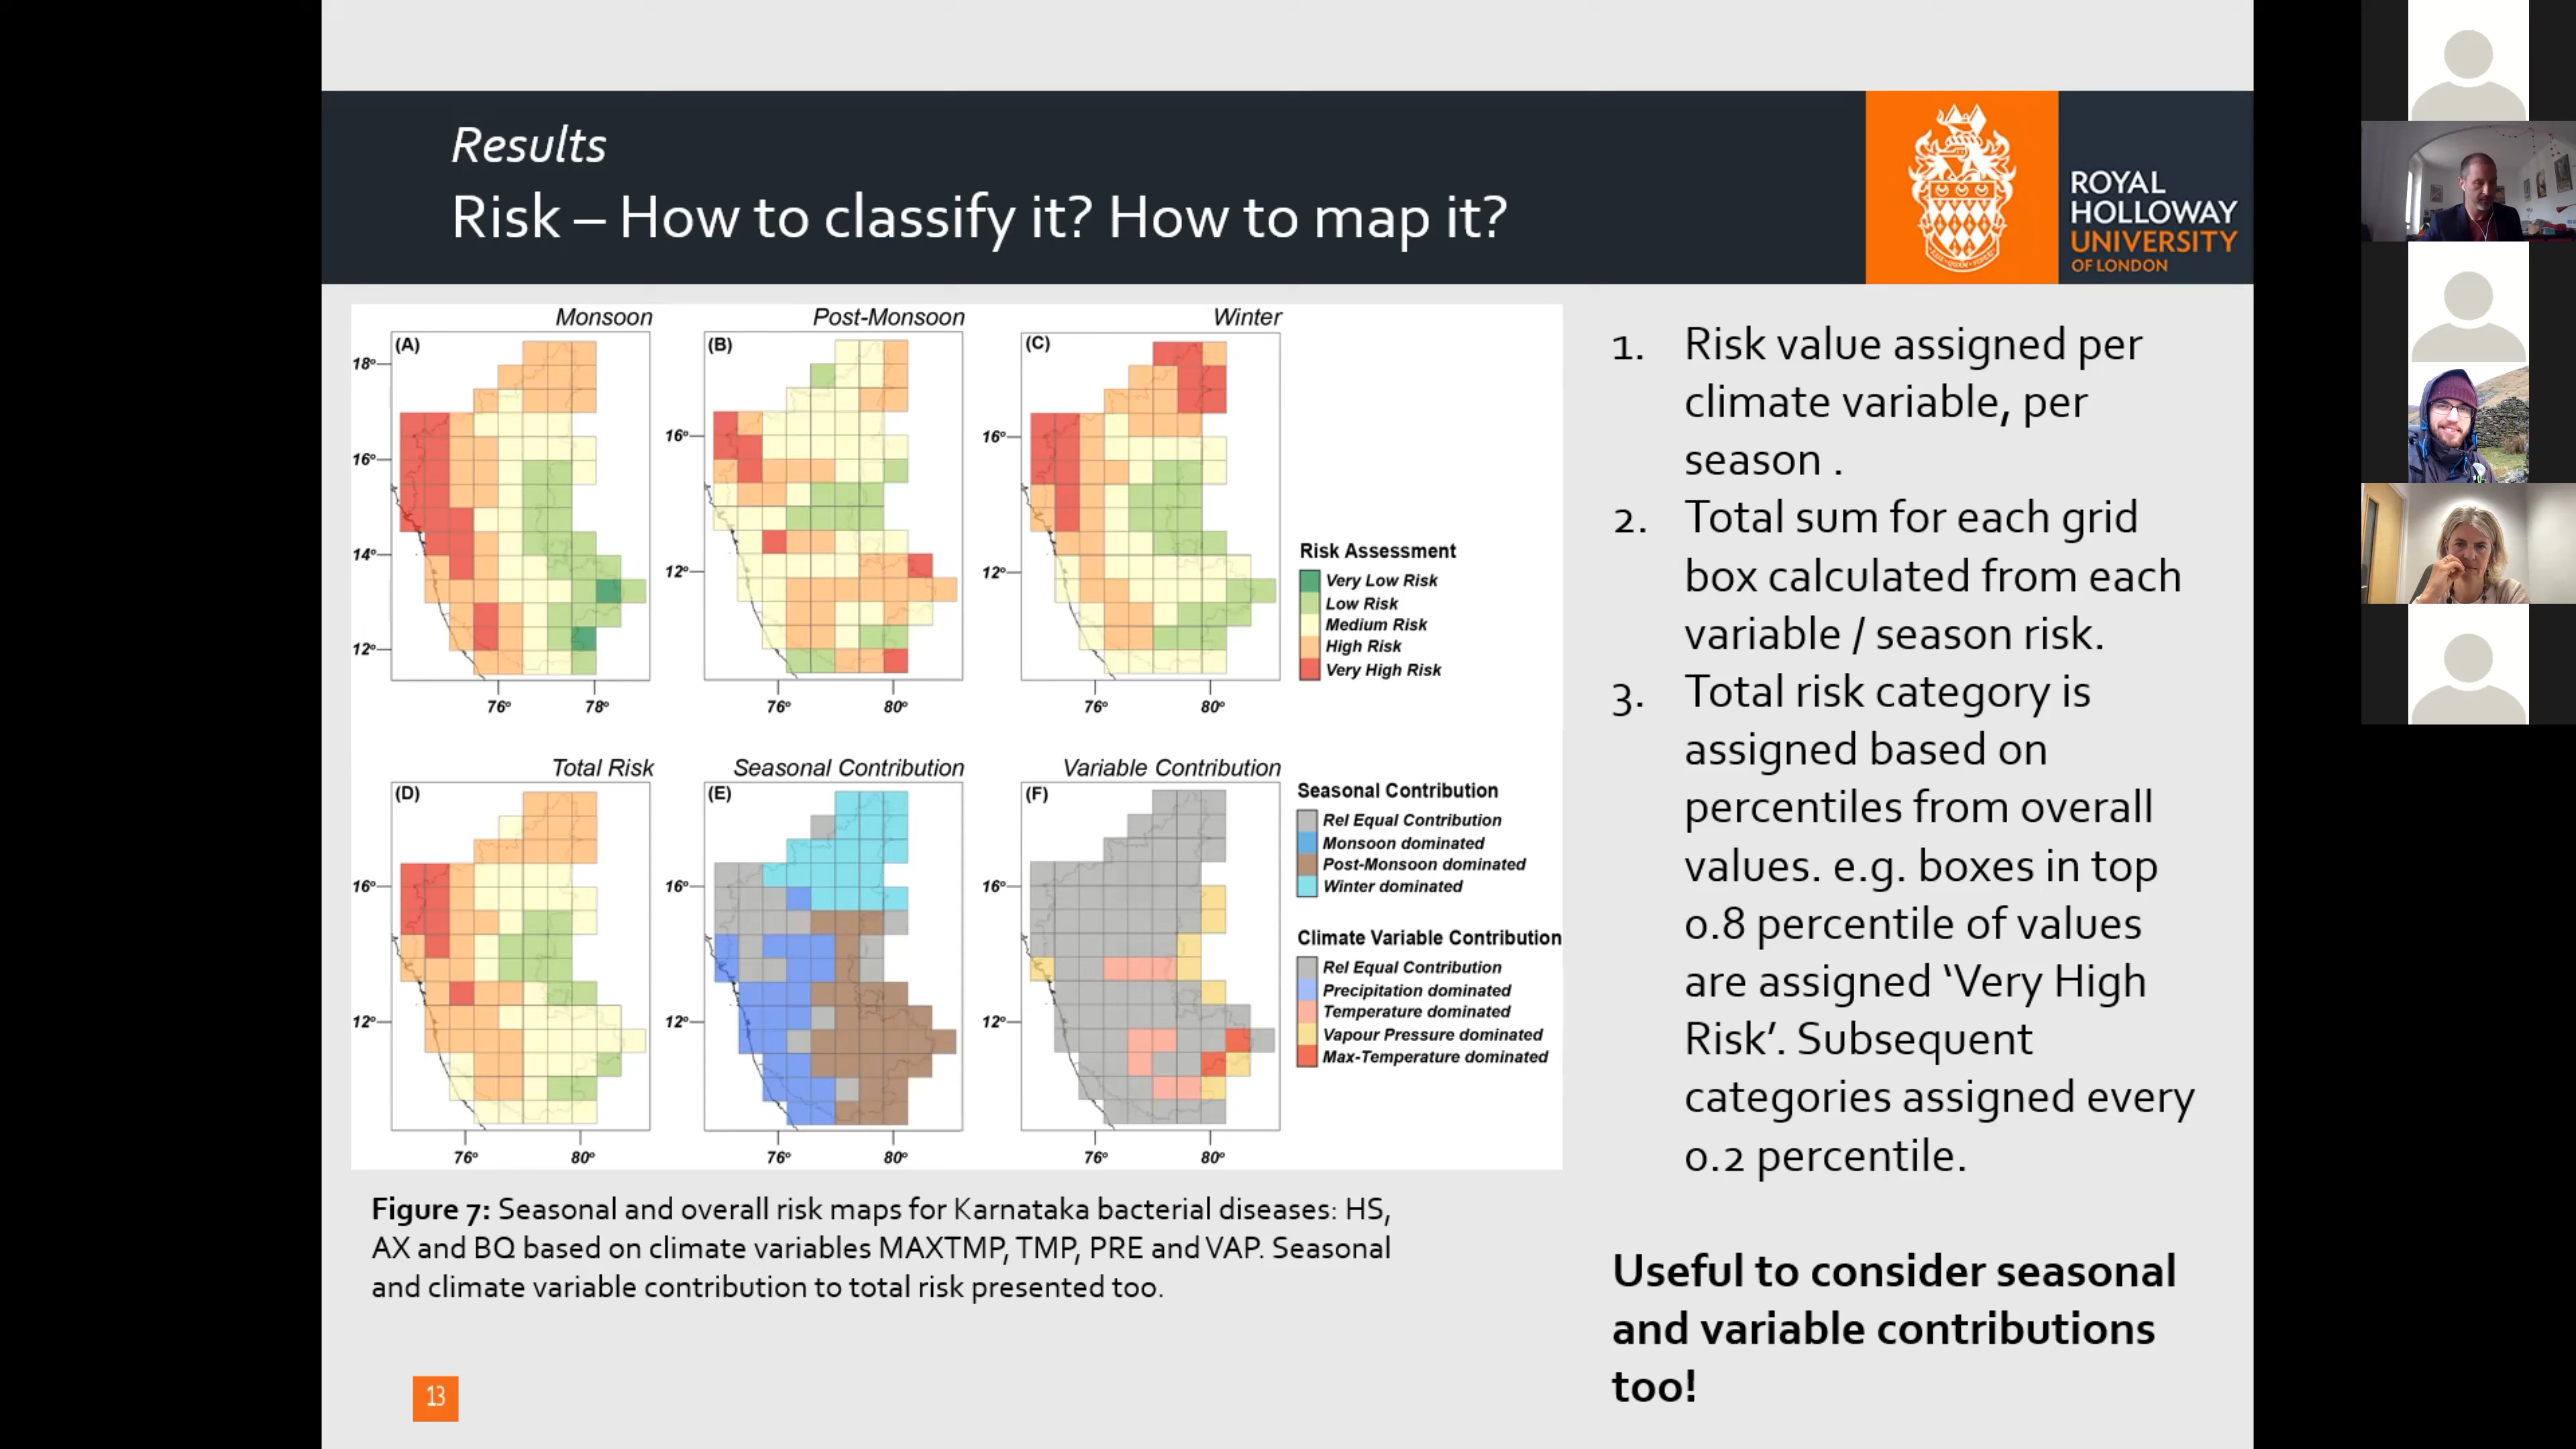 Results
Risk – How to classify it? How to map it?
ROYAL
HOLLOWAY
UNIVERSITY
OF LONDON
Monsoon
(A)
18°
16°
14°
12°
76°
78°
Post-Monsoon
(B)
16°
12°
76°
80°
Winter
(C)
16°
12°
76°
80°
Risk Assessment
Very Low Risk
Low Risk
Medium Risk
High Risk
Very High Risk
Total Risk
(D)
16°
12°
76°
80°
Seasonal Contribution
(E)
16°
12°
76°
80°
Variable Contribution
(F)
16°
12°
76°
80°
Seasonal Contribution
Rel Equal Contribution
Monsoon dominated
Post-Monsoon dominated
Winter dominated
Climate Variable Contribution
Rel Equal Contribution
Precipitation dominated
Temperature dominated
Vapour Pressure dominated
Max-Temperature dominated
Figure 7: Seasonal and overall risk maps for Karnataka bacterial diseases: HS,
AX and BQ based on climate variables MAXTMP, TMP, PRE and VAP. Seasonal
and climate variable contribution to total risk presented too.
1. Risk value assigned per
climate variable, per
season .
2. Total sum for each grid
box calculated from each
variable / season risk.
3. Total risk category is
assigned based on
percentiles from overall
values. e.g. boxes in top
0.8 percentile of values
are assigned ‘Very High
Risk’. Subsequent
categories assigned every
0.2 percentile.
Useful to consider seasonal
and variable contributions
too!
13